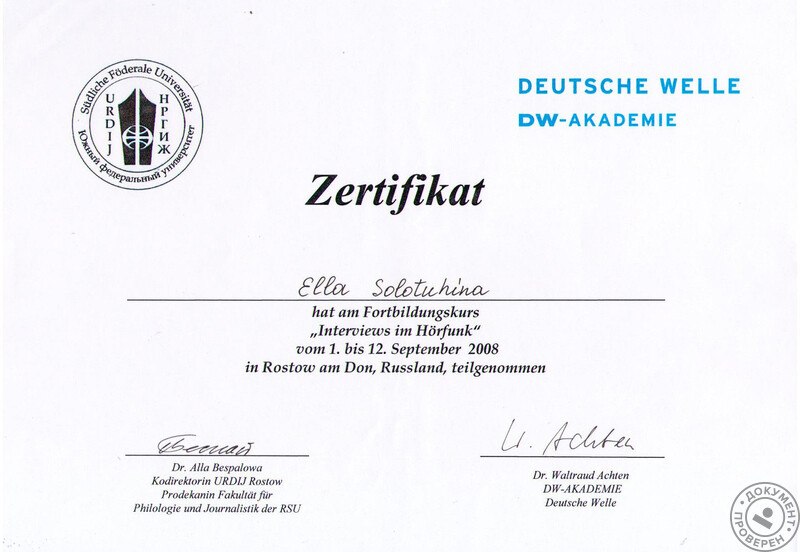 Südliche Föderale Universität
URDIJ
НРГИЖ
Южный федеральный университет
DEUTSCHE WELLE
DW-AKADEMIE
Zertifikat
Ella Solotuhina
hat am Fortbildungskurs
„Interviews im Hörfunk“
vom 1. bis 12. September 2008
in Rostow am Don, Russland, teilgenommen
W. Achten
Dr. Alla Bespalowa
Kodirektorin URDIJ Rostow
Prodekanin Fakultät für
Philologie und Journalistik der RSU
Dr. Waltraud Achten
DW-AKADEMIE
Deutsche Welle
ДОКУМЕНТ
ПРОВЕРЕН